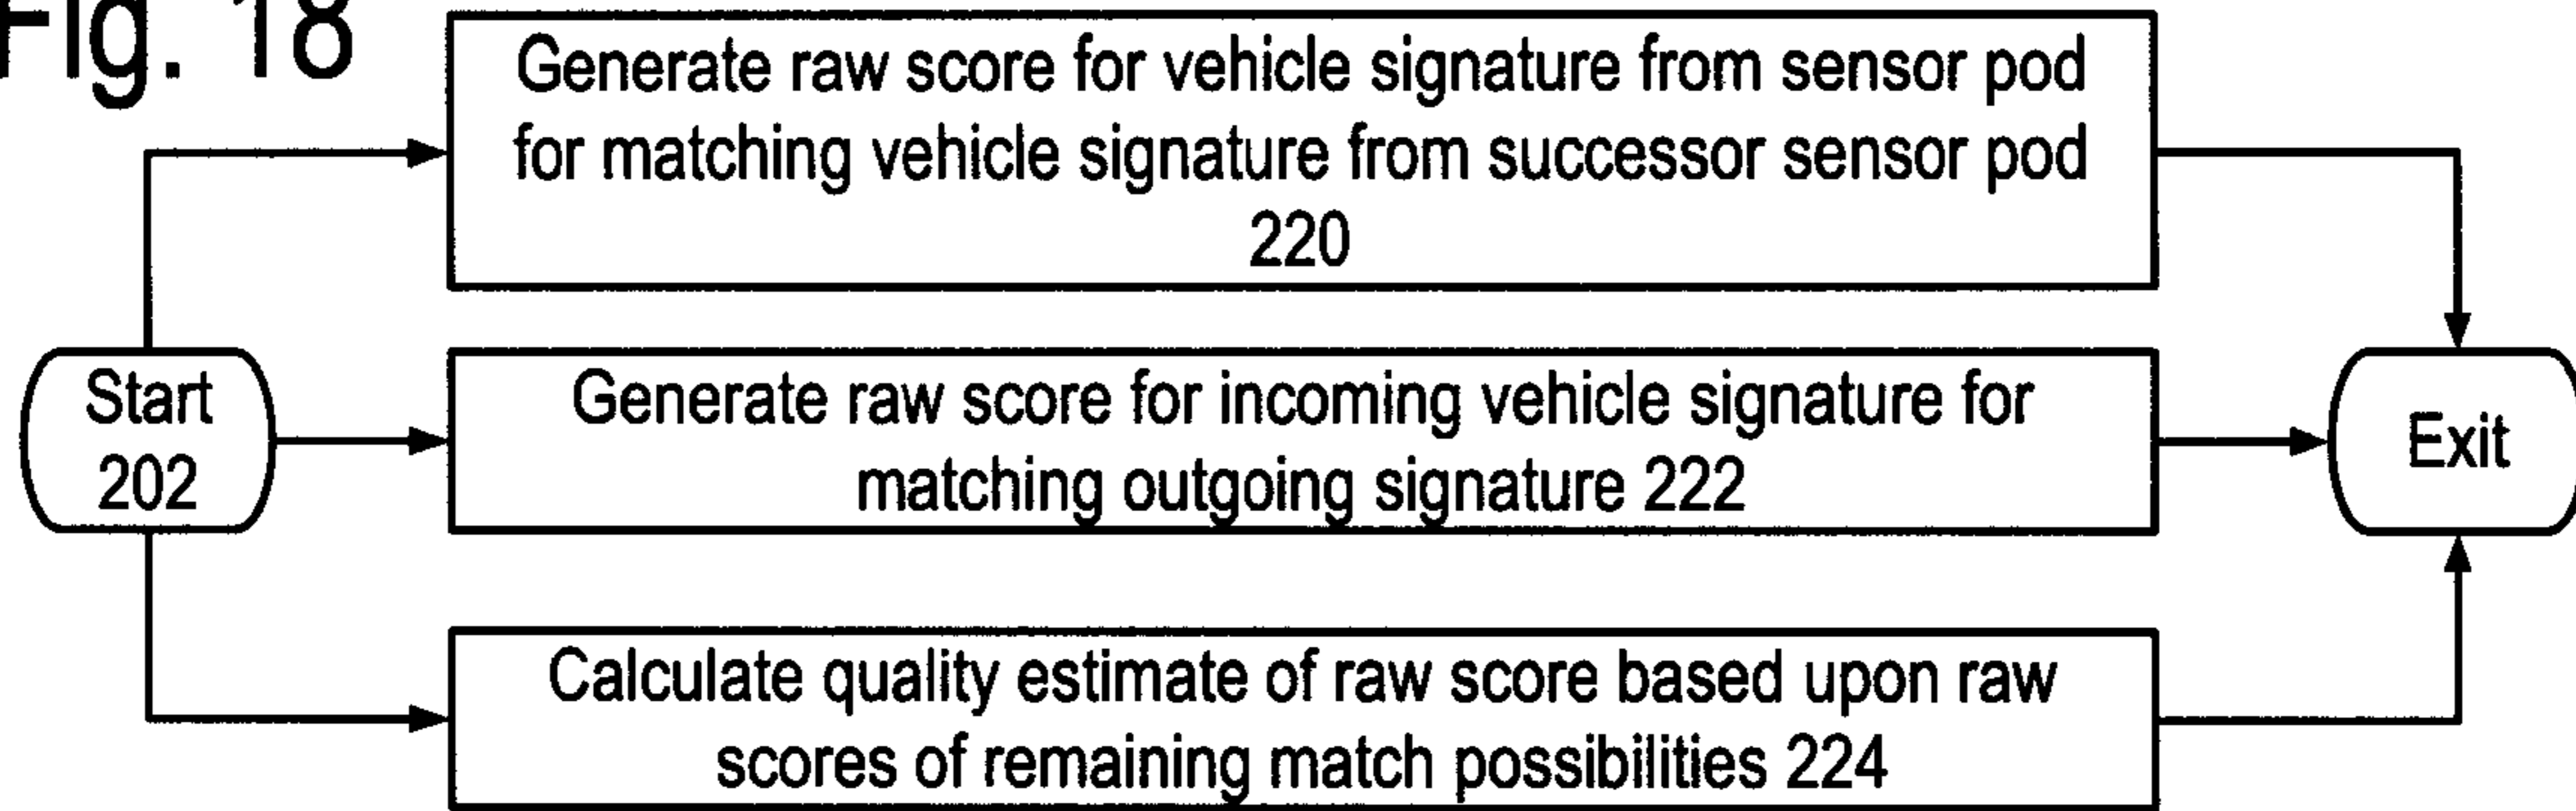 Fig. 18
Generate raw score for vehicle signature from sensor pod
for matching vehicle signature from successor sensor pod
220
Start
202
Generate raw score for incoming vehicle signature for
matching outgoing signature 222
Exit
Calculate quality estimate of raw score based upon raw
scores of remaining match possibilities 224